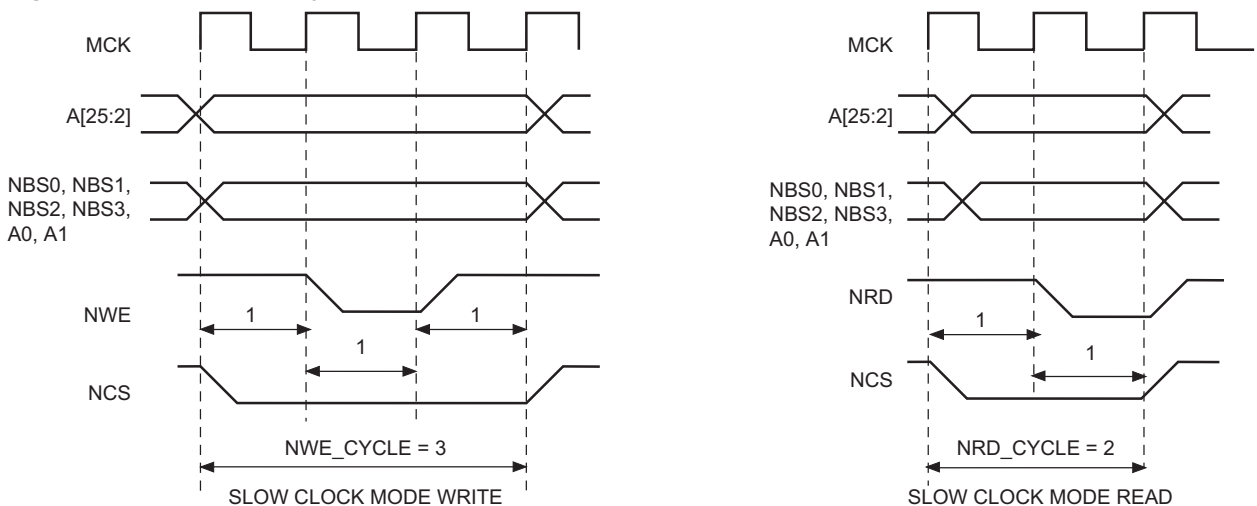 MCK
A[25:2]
NBS0, NBS1,
NBS2, NBS3,
A0, A1
NWE
1
1
1
NCS
NWE_CYCLE = 3
SLOW CLOCK MODE WRITE
MCK
A[25:2]
NBS0, NBS1,
NBS2, NBS3,
A0, A1
NRD
1
1
NCS
NRD_CYCLE = 2
SLOW CLOCK MODE READ